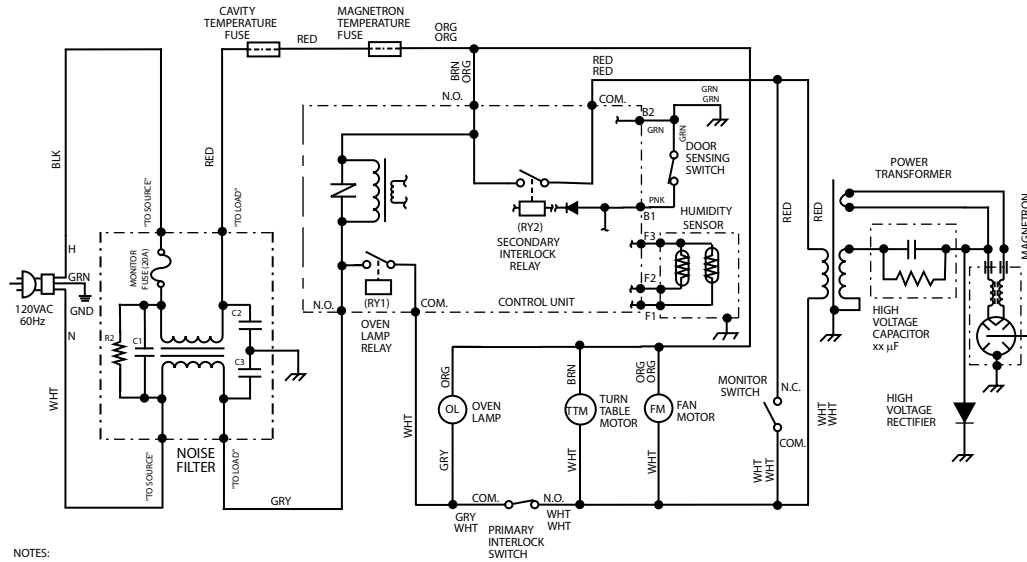 CAVITY
TEMPERATURE
FUSE
MAGNETRON
TEMPERATURE
FUSE
RED
ORG
ORG
BRN
ORG
RED
RED
N.O.
COM.
B2
GRN
GRN
GRN
GRN
DOOR
SENSING
SWITCH
PNK
B1
BLK
RED
"TO SOURCE"
"TO LOAD"
MONITOR
FUSE (20A)
H
GRN
GND
120VAC
60Hz
N
WHT
R2
C1
C2
C3
NOISE
FILTER
"TO SOURCE"
"TO LOAD"
GRY
(RY2)
SECONDARY
INTERLOCK
RELAY
(RY1)
N.O.
COM.
OVEN
LAMP
RELAY
CONTROL UNIT
HUMIDITY
SENSOR
F3
F2
F1
RED
RED
POWER
TRANSFORMER
MAGNETRON
HIGH
VOLTAGE
CAPACITOR
xx µF
HIGH
VOLTAGE
RECTIFIER
WHT
ORG
OL
OVEN
LAMP
GRY
BRN
TTM
TURN
TABLE
MOTOR
WHT
ORG
ORG
FM
FAN
MOTOR
WHT
MONITOR
SWITCH
N.C.
COM.
WHT
WHT
WHT
WHT
COM.
N.O.
GRY
WHT
WHT
WHT
PRIMARY
INTERLOCK
SWITCH
NOTES: